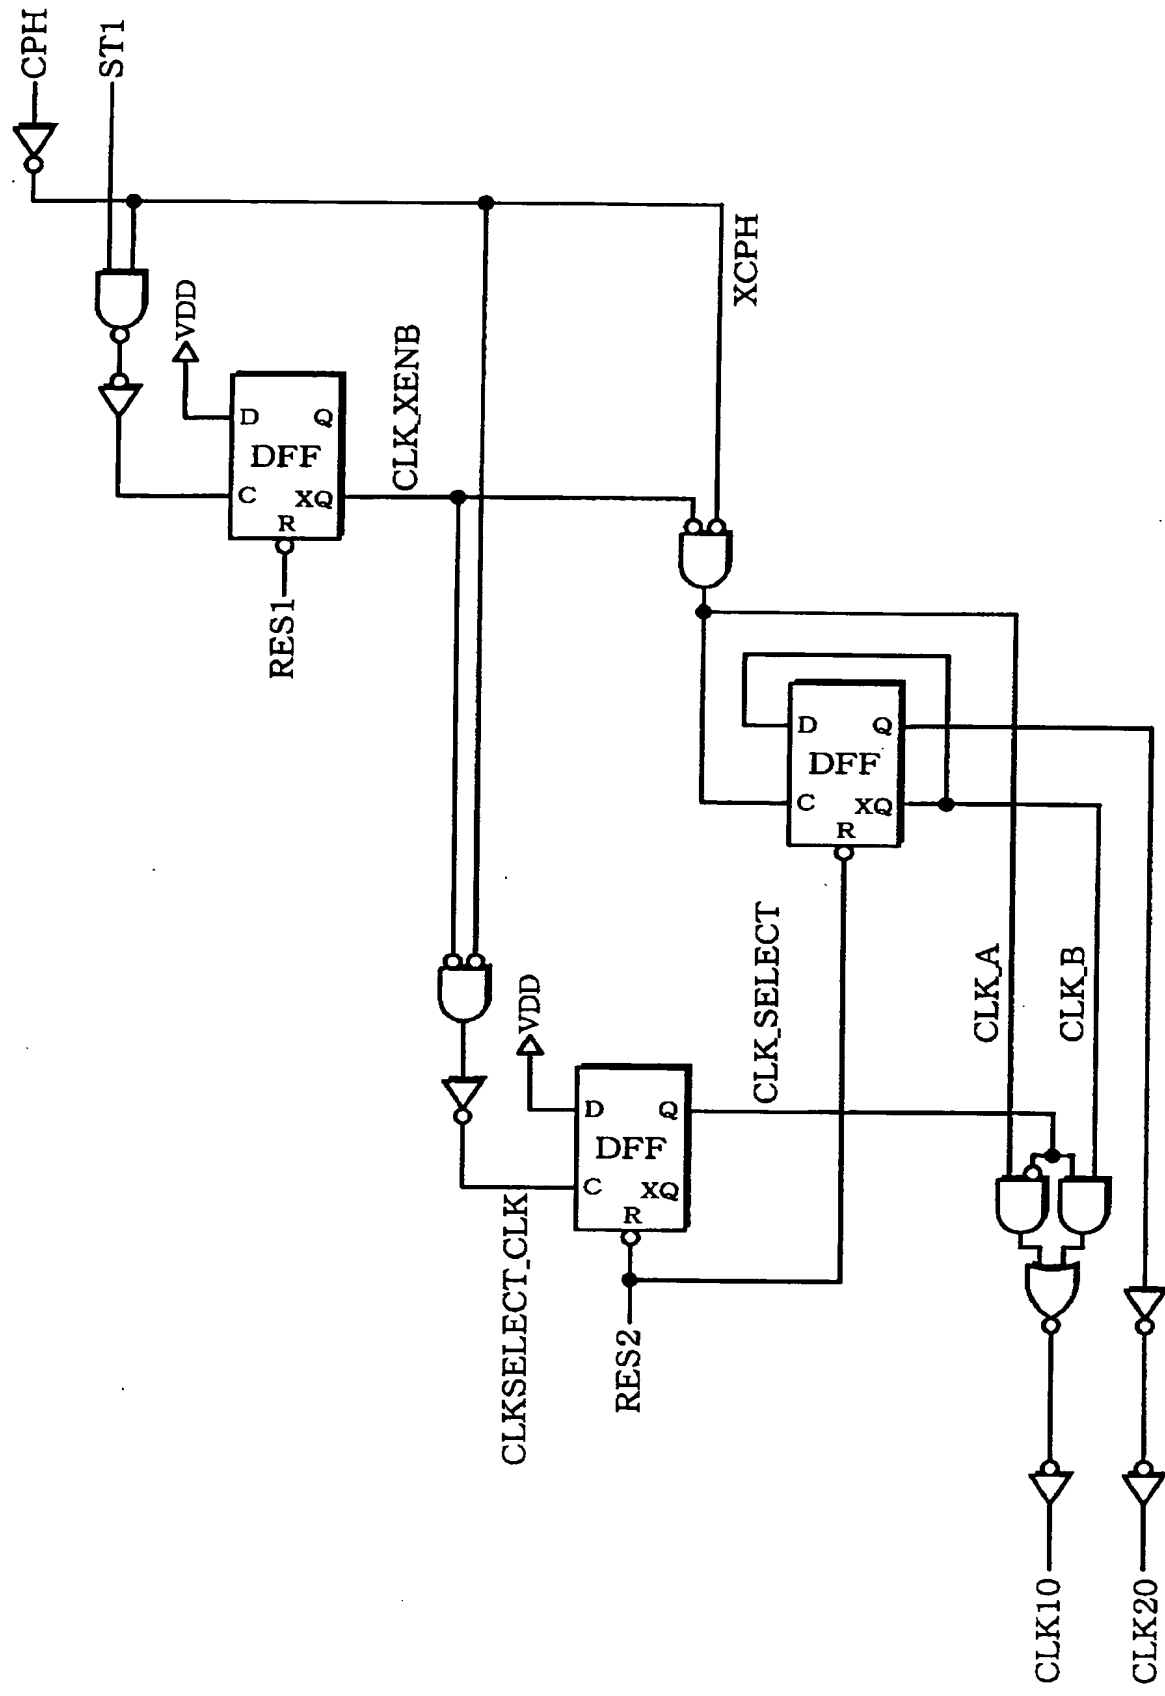 CPH
ST1
VDD
D
Q
DFF
C
XQ
R
RES1
CLK_XENB
XCPH
D
Q
DFF
C
XQ
R
CLK_SELECT
CLK_A
CLK_B
VDD
D
Q
DFF
C
XQ
R
CLKSELECT_CLK
RES2
CLK10
CLK20